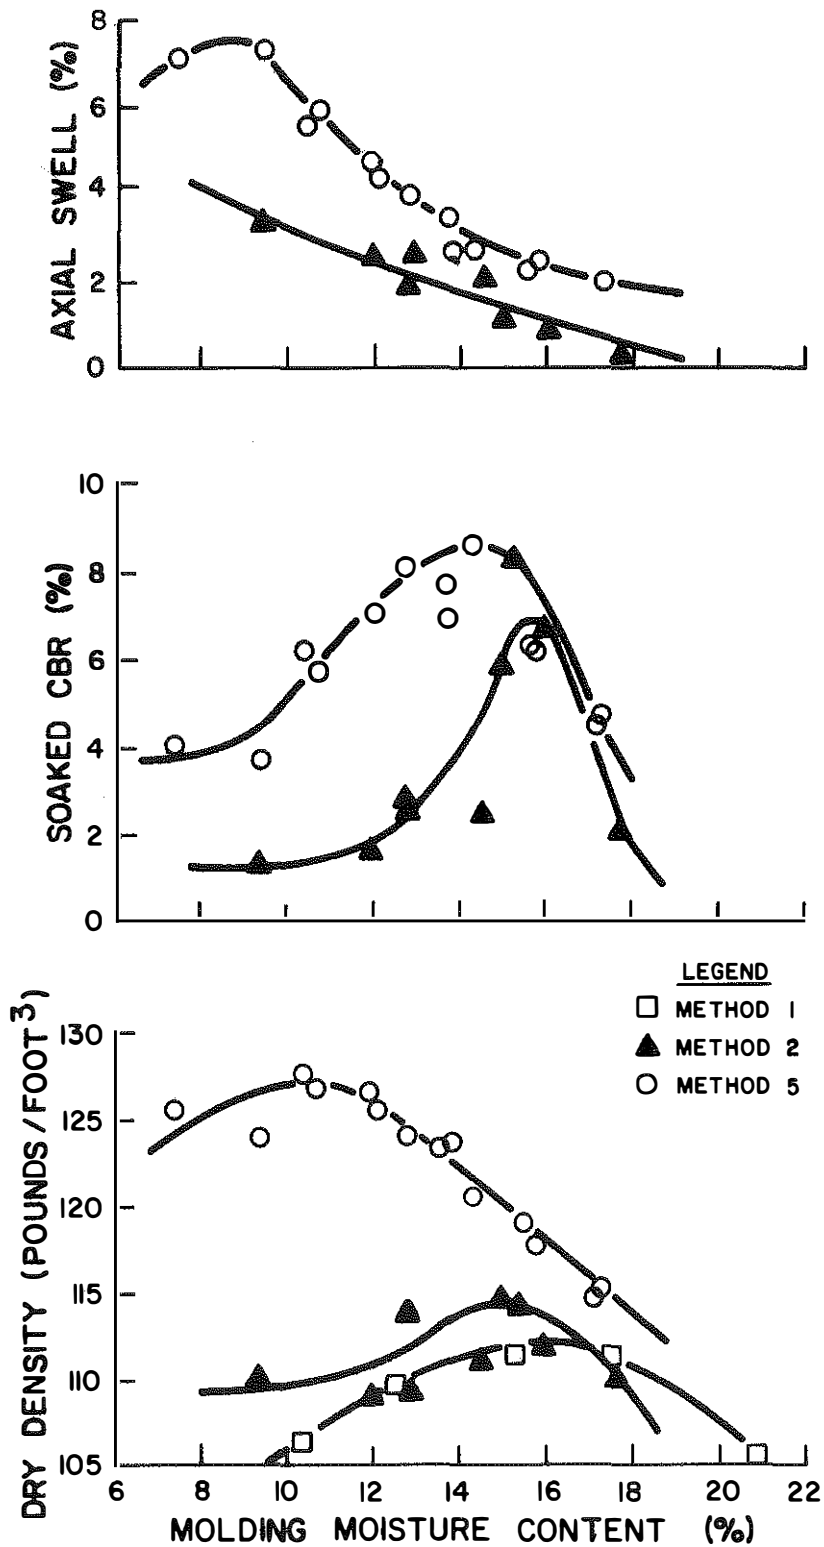 AXIAL SWELL (%)
8
6
4
2
0
SOAKED CBR (%)
10
8
6
4
2
0
LEGEND
METHOD 1
METHOD 2
METHOD 5
DRY DENSITY (POUNDS/FOOT3)
130
125
120
115
110
105
6 8 10 12 14 16 18 20 22
MOLDING MOISTURE CONTENT (%)